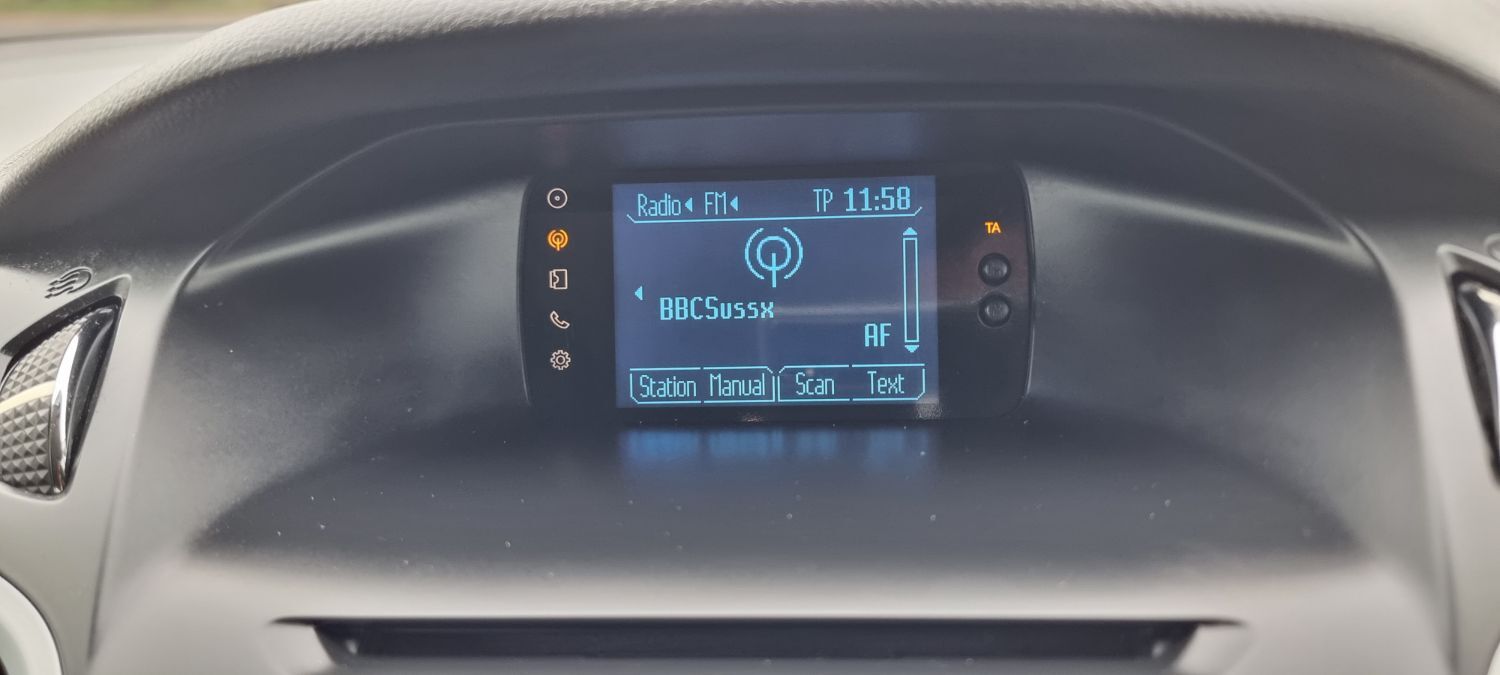 Radio FM TP 11:58
TA
BBCSussx
AF
Station Manual Scan Text